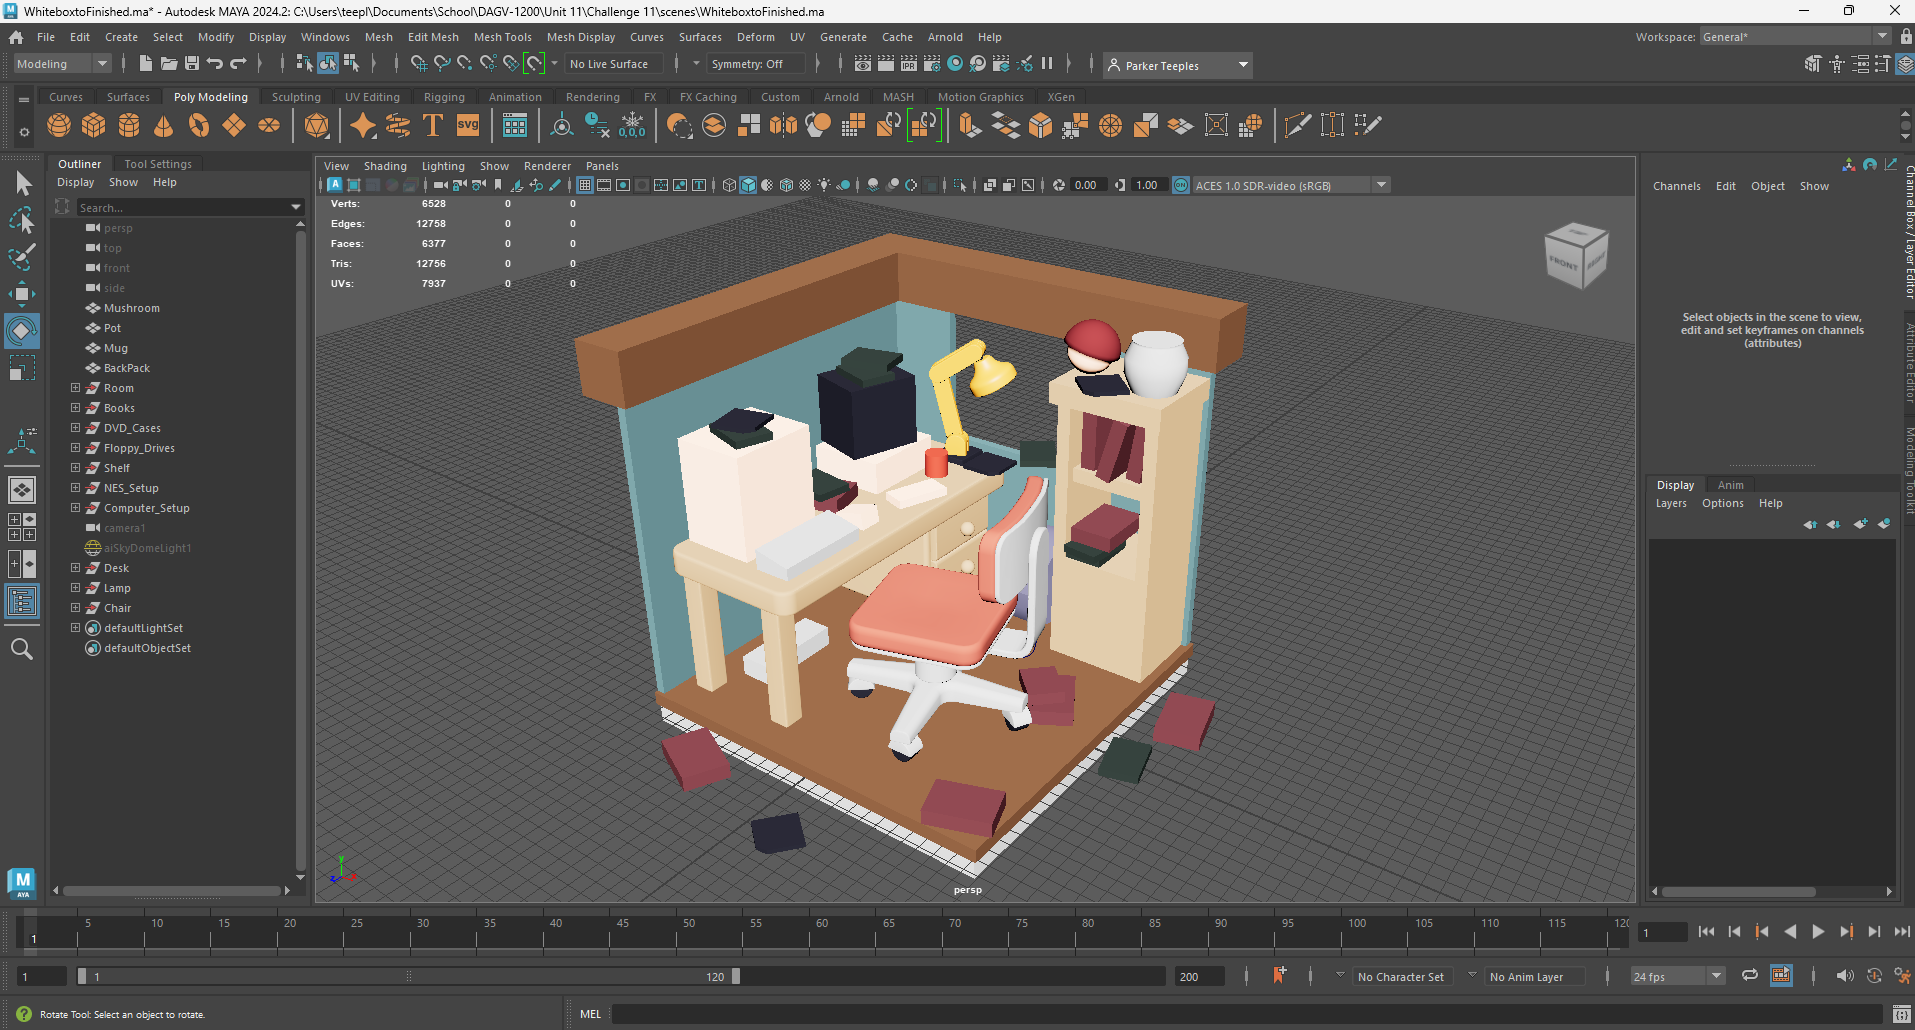 WhiteboxtoFinished.ma* - Autodesk MAYA 2024.2: C:\Users\teepl\Documents\School\DAGV-1200\Unit 11\Challenge 11\scenes\WhiteboxtoFinished.ma
File Edit Create Select Modify Display Windows Mesh Edit Mesh Mesh Tools Mesh Display Curves Surfaces Deform UV Generate Cache Arnold Help
Workspace: General*
Modeling
No Live Surface
Symmetry: Off
IPR
Parker Teeples
Curves Surfaces Poly Modeling Sculpting UV Editing Rigging Animation Rendering FX FX Caching Custom Arnold MASH Motion Graphics XGen
T
SVG
0,0,0
Outliner Tool Settings
Display Show Help
Search...
persp
top
front
side
Mushroom
Pot
Mug
BackPack
Room
Books
DVD_Cases
Floppy_Drives
Shelf
NES_Setup
Computer_Setup
camera1
aiSkyDomeLight1
Desk
Lamp
Chair
defaultLightSet
defaultObjectSet
M
AYA
View Shading Lighting Show Renderer Panels
0.00
1.00
ON
ACES 1.0 SDR-video (sRGB)
Verts: 6528 0 0
Edges: 12758 0 0
Faces: 6377 0 0
Tris: 12756 0 0
UVs: 7937 0 0
FRONT
RIGHT
persp
y
z
x
Channels Edit Object Show
Select objects in the scene to view,
edit and set keyframes on channels
(attributes)
Channel Box / Layer Editor
Attribute Editor
Modeling Toolkit
Display Anim
Layers Options Help
5 10 15 20 25 30 35 40 45 50 55 60 65 70 75 80 85 90 95 100 105 110 115 120
1
1
1
1
120
200
No Character Set
No Anim Layer
24 fps
Rotate Tool: Select an object to rotate.
MEL